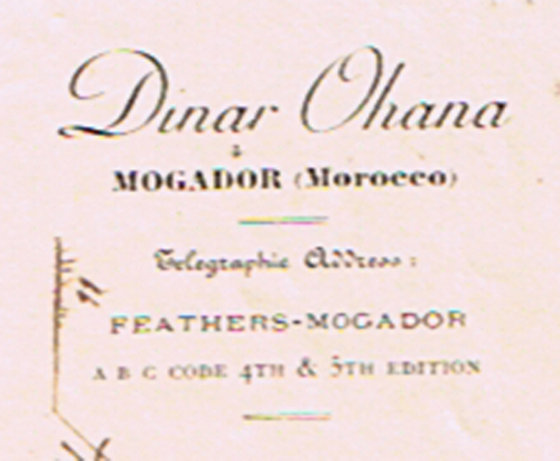 Dinar Ohana
à
MOGADOR (Morocco)
Telegraphic Address:
FEATHERS-MOGADOR
A B C CODE 4TH & 5TH EDITION